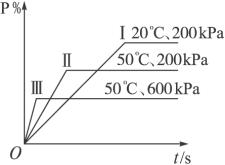 P%
Ⅰ 20℃、200kPa
Ⅱ 50℃、200kPa
Ⅲ 50℃、600kPa
O t/s